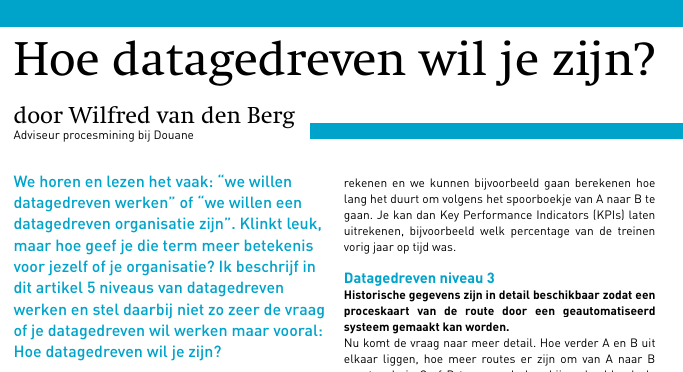 Hoe datagedreven wil je zijn?
door Wilfred van den Berg
Adviseur procesmining bij Douane
We horen en lezen het vaak: “we willen
datagedreven werken” of “we willen een
datagedreven organisatie zijn”. Klinkt leuk,
maar hoe geef je die term meer betekenis
voor jezelf of je organisatie? Ik beschrijf in
dit artikel 5 niveaus van datagedreven
werken en stel daarbij niet zo zeer de vraag
of je datagedreven wil werken maar vooral:
Hoe datagedreven wil je zijn?
rekenen en we kunnen bijvoorbeeld gaan berekenen hoe
lang het duurt om volgens het spoorboekje van A naar B te
gaan. Je kan dan Key Performance Indicators (KPIs) laten
uitrekenen, bijvoorbeeld welk percentage van de treinen
vorig jaar op tijd was.
Datagedreven niveau 3
Historische gegevens zijn in detail beschikbaar zodat een
proceskaart van de route door een geautomatiseerd
systeem gemaakt kan worden.
Nu komt de vraag naar meer detail. Hoe verder A en B uit
elkaar liggen, hoe meer routes er zijn om van A naar B